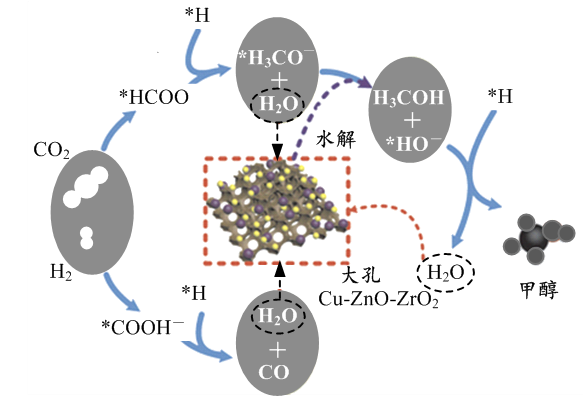 *H
*H₃CO⁻
+
H₂O
*HCOO
H₃COH
+
*HO⁻
*H
水解
CO₂
H₂
大孔
Cu-ZnO-ZrO₂
H₂O
甲醇
*COOH⁻
*H
H₂O
+
CO